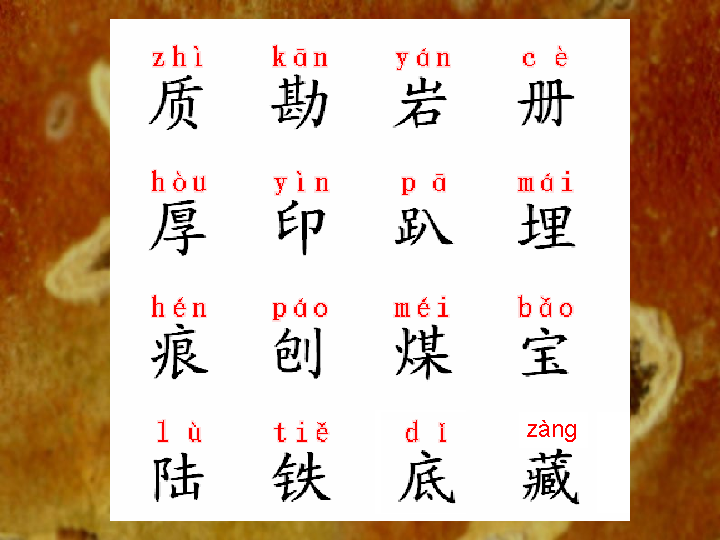 zhì kān yán cè
质 勘 岩 册
hòu yìn pā mái
厚 印 趴 埋
hén páo méi bǎo
痕 刨 煤 宝
lù tiě dǐ zàng
陆 铁 底 藏